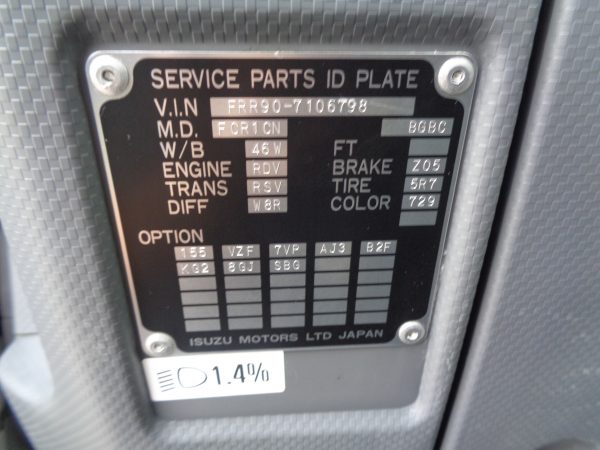 SERVICE PARTS ID PLATE
V.I.N FRR90-7106798
M.D. FCR1CN BGBC
W/B 46W FT
ENGINE RDV BRAKE Z05
TRANS RSV TIRE 5R7
DIFF W8R COLOR 729
OPTION
155 VZF 7VP AJ3 B2F
KG2 8GJ SBG
ISUZU MOTORS LTD JAPAN
1.4%